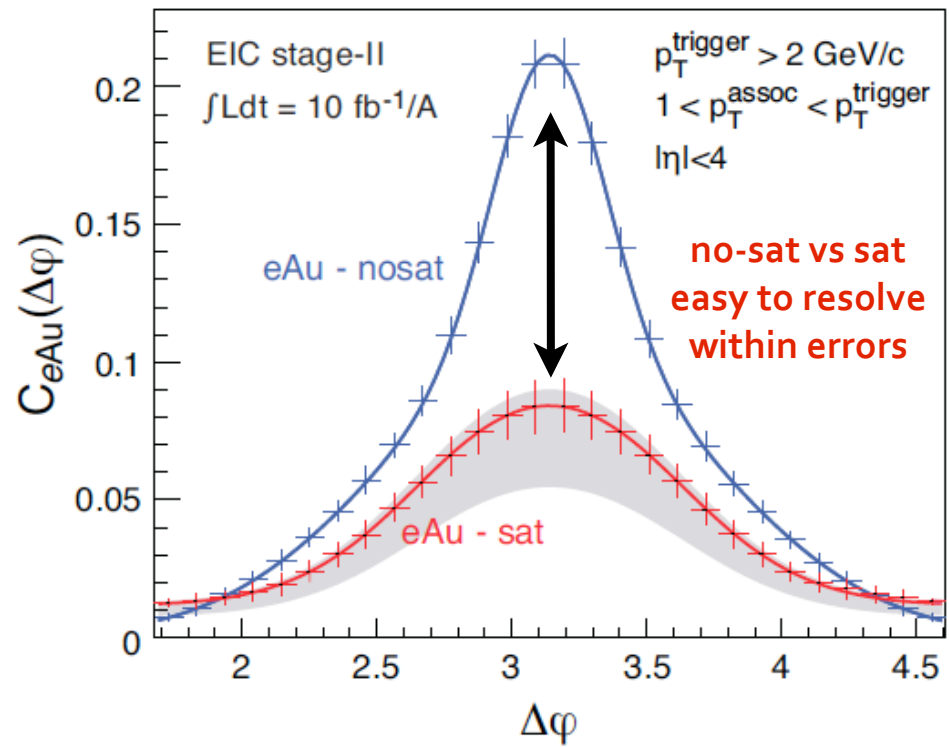 EIC stage-II
∫Ldt = 10 fb⁻¹/A
p_T^trigger > 2 GeV/c
1 < p_T^assoc < p_T^trigger
|η|<4
no-sat vs sat
easy to resolve
within errors
eAu - nosat
eAu - sat
C_eAu(Δφ)
0.2
0.15
0.1
0.05
0
2
2.5
3
3.5
4
4.5
Δφ